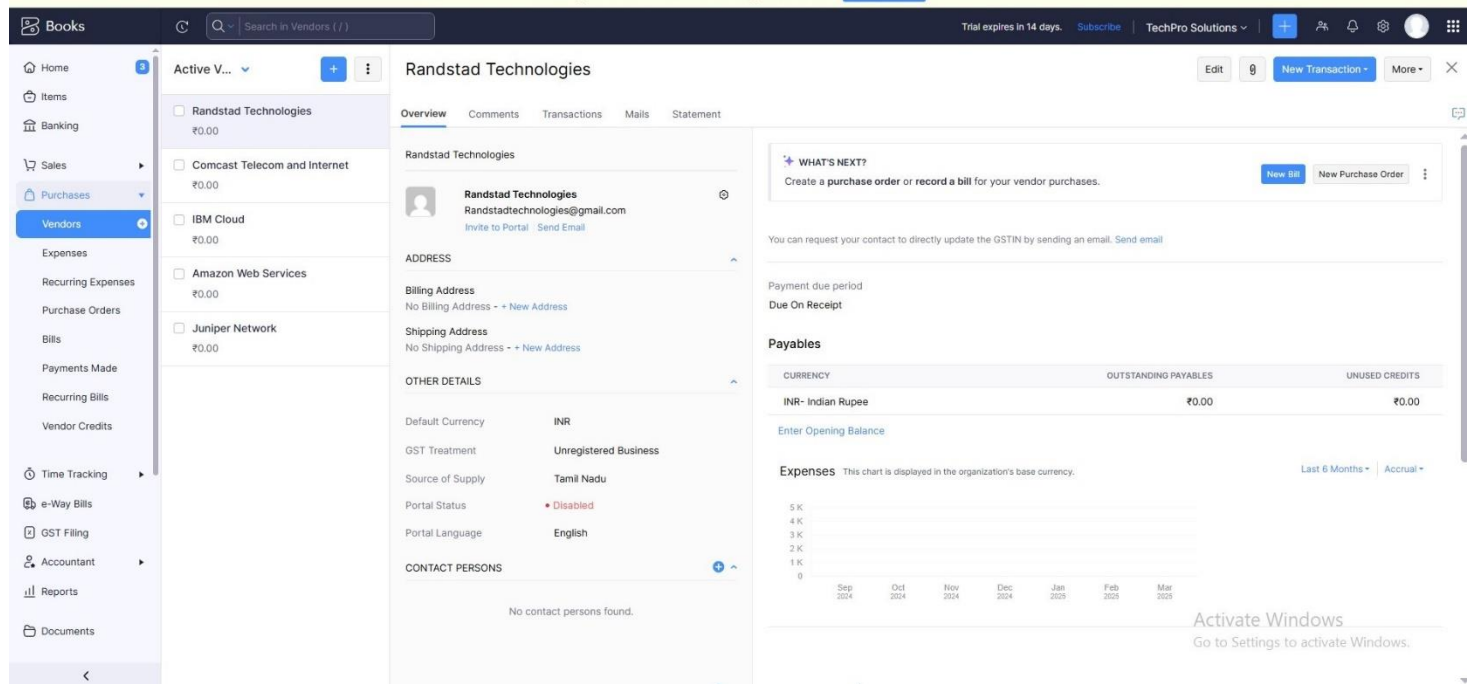 Books
Search in Vendors ( / )
Trial expires in 14 days. Subscribe TechPro Solutions
Home 3
Items
Banking
Sales
Purchases
Vendors
Expenses
Recurring Expenses
Purchase Orders
Bills
Payments Made
Recurring Bills
Vendor Credits
Time Tracking
e-Way Bills
GST Filing
Accountant
Reports
Documents
Active V...
Randstad Technologies
₹0.00
Comcast Telecom and Internet
₹0.00
IBM Cloud
₹0.00
Amazon Web Services
₹0.00
Juniper Network
₹0.00
Randstad Technologies
Edit New Transaction More
Overview Comments Transactions Mails Statement
Randstad Technologies
Randstad Technologies
Randstadtechnologies@gmail.com
Invite to Portal Send Email
ADDRESS
Billing Address
No Billing Address - + New Address
Shipping Address
No Shipping Address - + New Address
OTHER DETAILS
Default Currency INR
GST Treatment Unregistered Business
Source of Supply Tamil Nadu
Portal Status • Disabled
Portal Language English
CONTACT PERSONS
No contact persons found.
WHAT'S NEXT?
Create a purchase order or record a bill for your vendor purchases.
New Bill New Purchase Order
You can request your contact to directly update the GSTIN by sending an email. Send email
Payment due period
Due On Receipt
Payables
CURRENCY OUTSTANDING PAYABLES UNUSED CREDITS
INR- Indian Rupee ₹0.00 ₹0.00
Enter Opening Balance
Expenses This chart is displayed in the organization's base currency. Last 6 Months Accrual
5 K
4 K
3 K
2 K
1 K
0
Sep Oct Nov Dec Jan Feb Mar
2024 2024 2024 2024 2025 2025 2025
Activate Windows
Go to Settings to activate Windows.